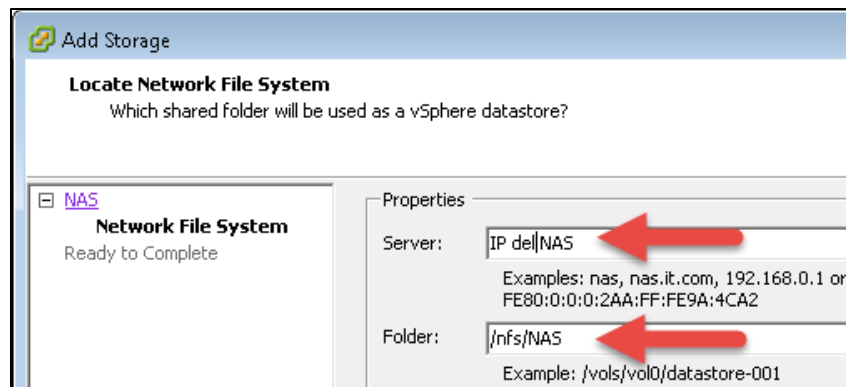 Add Storage
Locate Network File System
Which shared folder will be used as a vSphere datastore?
NAS
Network File System
Ready to Complete
Properties
Server:
IP del NAS
Examples: nas, nas.it.com, 192.168.0.1 or
FE80:0:0:0:2AA:FF:FE9A:4CA2
Folder:
/nfs/NAS
Example: /vols/vol0/datastore-001